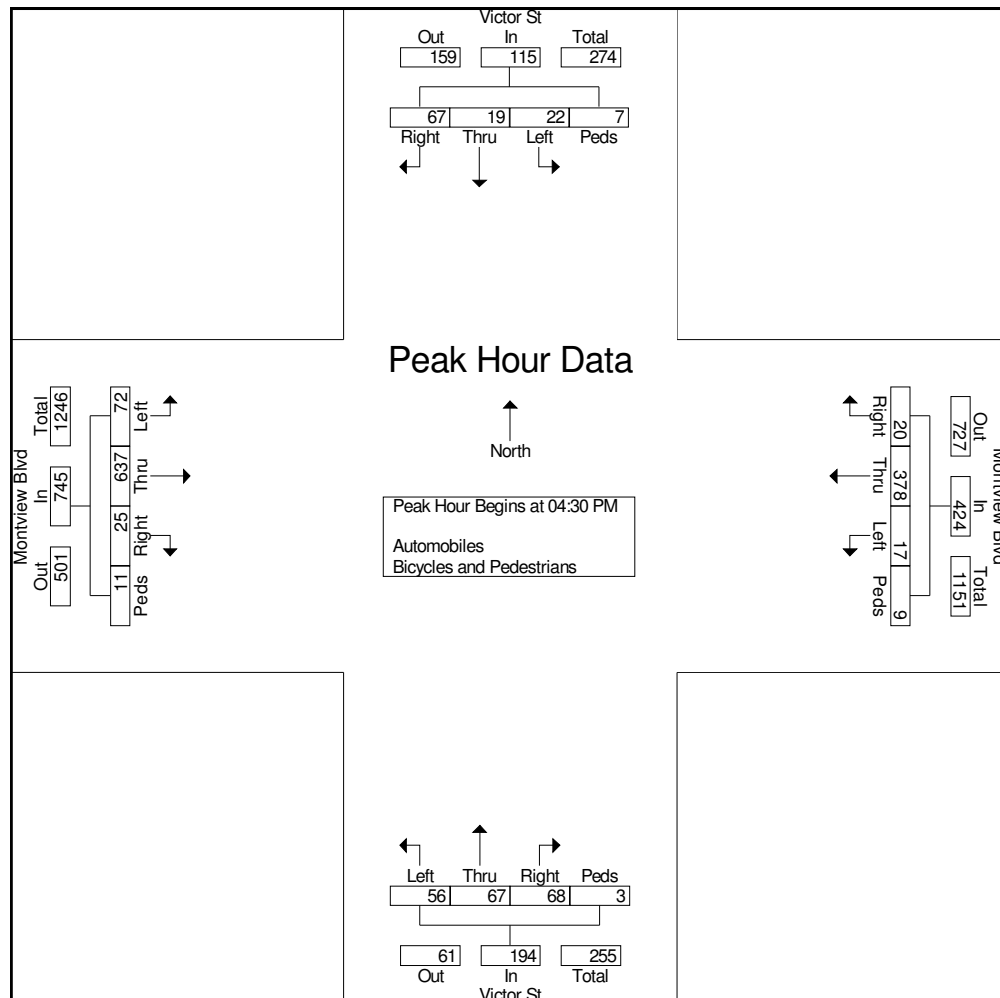 Victor St
Out In Total
159 115 274
67 19 22 7
Right Thru Left Peds
Peak Hour Data
North
Peak Hour Begins at 04:30 PM
Automobiles
Bicycles and Pedestrians
Montview Blvd
Out In Total
501 745 1246
11 25 637 72
Peds Right Thru Left
Montview Blvd
Out In Total
727 424 1151
20 378 17 9
Right Thru Left Peds
Left Thru Right Peds
56 67 68 3
61 194 255
Out In Total
Victor St